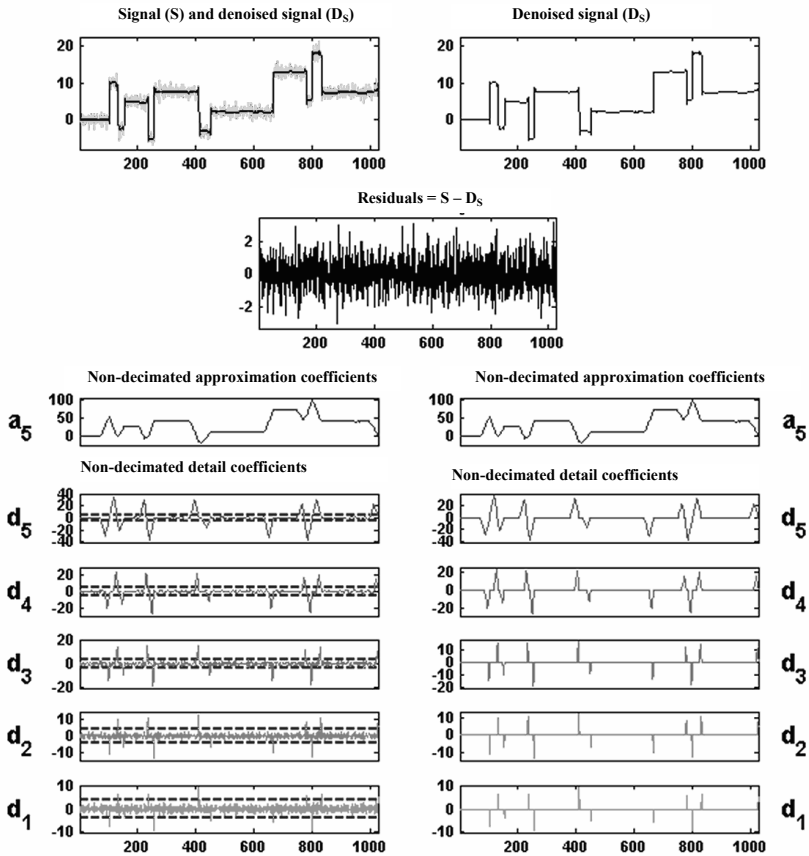 Signal (S) and denoised signal (DS)
Denoised signal (DS)
20
10
0
200 400 600 800 1000
20
10
0
200 400 600 800 1000
Residuals = S – DS
2
0
-2
200 400 600 800 1000
Non-decimated approximation coefficients
Non-decimated approximation coefficients
a5
100
50
0
100
50
0
a5
Non-decimated detail coefficients
Non-decimated detail coefficients
d5
40
20
0
-20
-40
20
0
-20
-40
d5
d4
20
0
-20
20
0
-20
d4
d3
20
0
-20
10
0
-10
-20
d3
d2
10
0
-10
10
0
-10
d2
d1
10
0
-10
200 400 600 800 1000
10
0
-10
200 400 600 800 1000
d1